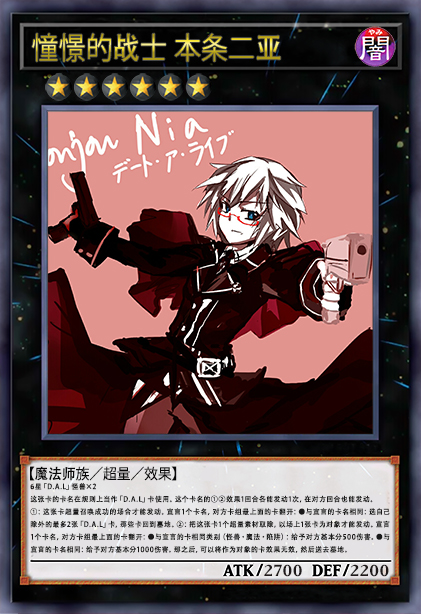 憧憬的战士 本条二亚
やみ
闇
onjou Nia
デート・ア・ライブ
【魔法师族／超量／效果】
6星「D.A.L」怪兽×2
这张卡的卡名在规则上当作「D.A.L」卡使用。这个卡名的①②效果1回合各能发动1次，在对方回合也能发动。
①：这张卡超量召唤成功的场合才能发动，宣言1个卡名，对方卡组最上面的卡翻开：●与宣言的卡名相同：选自己
除外的最多2张「D.A.L」卡，那些卡回到墓地。②：把这张卡1个超量素材取除，以场上1张卡为对象才能发动，宣言
1个卡名，对方卡组最上面的卡翻开：●与宣言的卡相同类别（怪兽·魔法·陷阱）：给予对方基本分500伤害。●与
宣言的卡名相同：给予对方基本分1000伤害，那之后，可以将作为对象的卡效果无效，然后送去墓地。
ATK/2700 DEF/2200